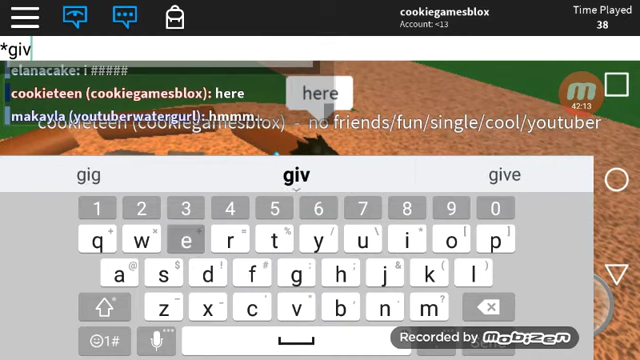 cookiegamesblox
Account: <13
Time Played
38
*giv
elanacake: i #####
cookieteen (cookiegamesblox): here
makayla (youtuberwatergurl): hmmm..
here
42:13
cookieteen (cookiegamesblox) - no friends/fun/single/cool/youtuber
gig giv give
1 2 3 4 5 6 7 8 9 0
q w e r t y u i o p
a s d f g h j k l
z x c v b n m
1#
Recorded by mobizen